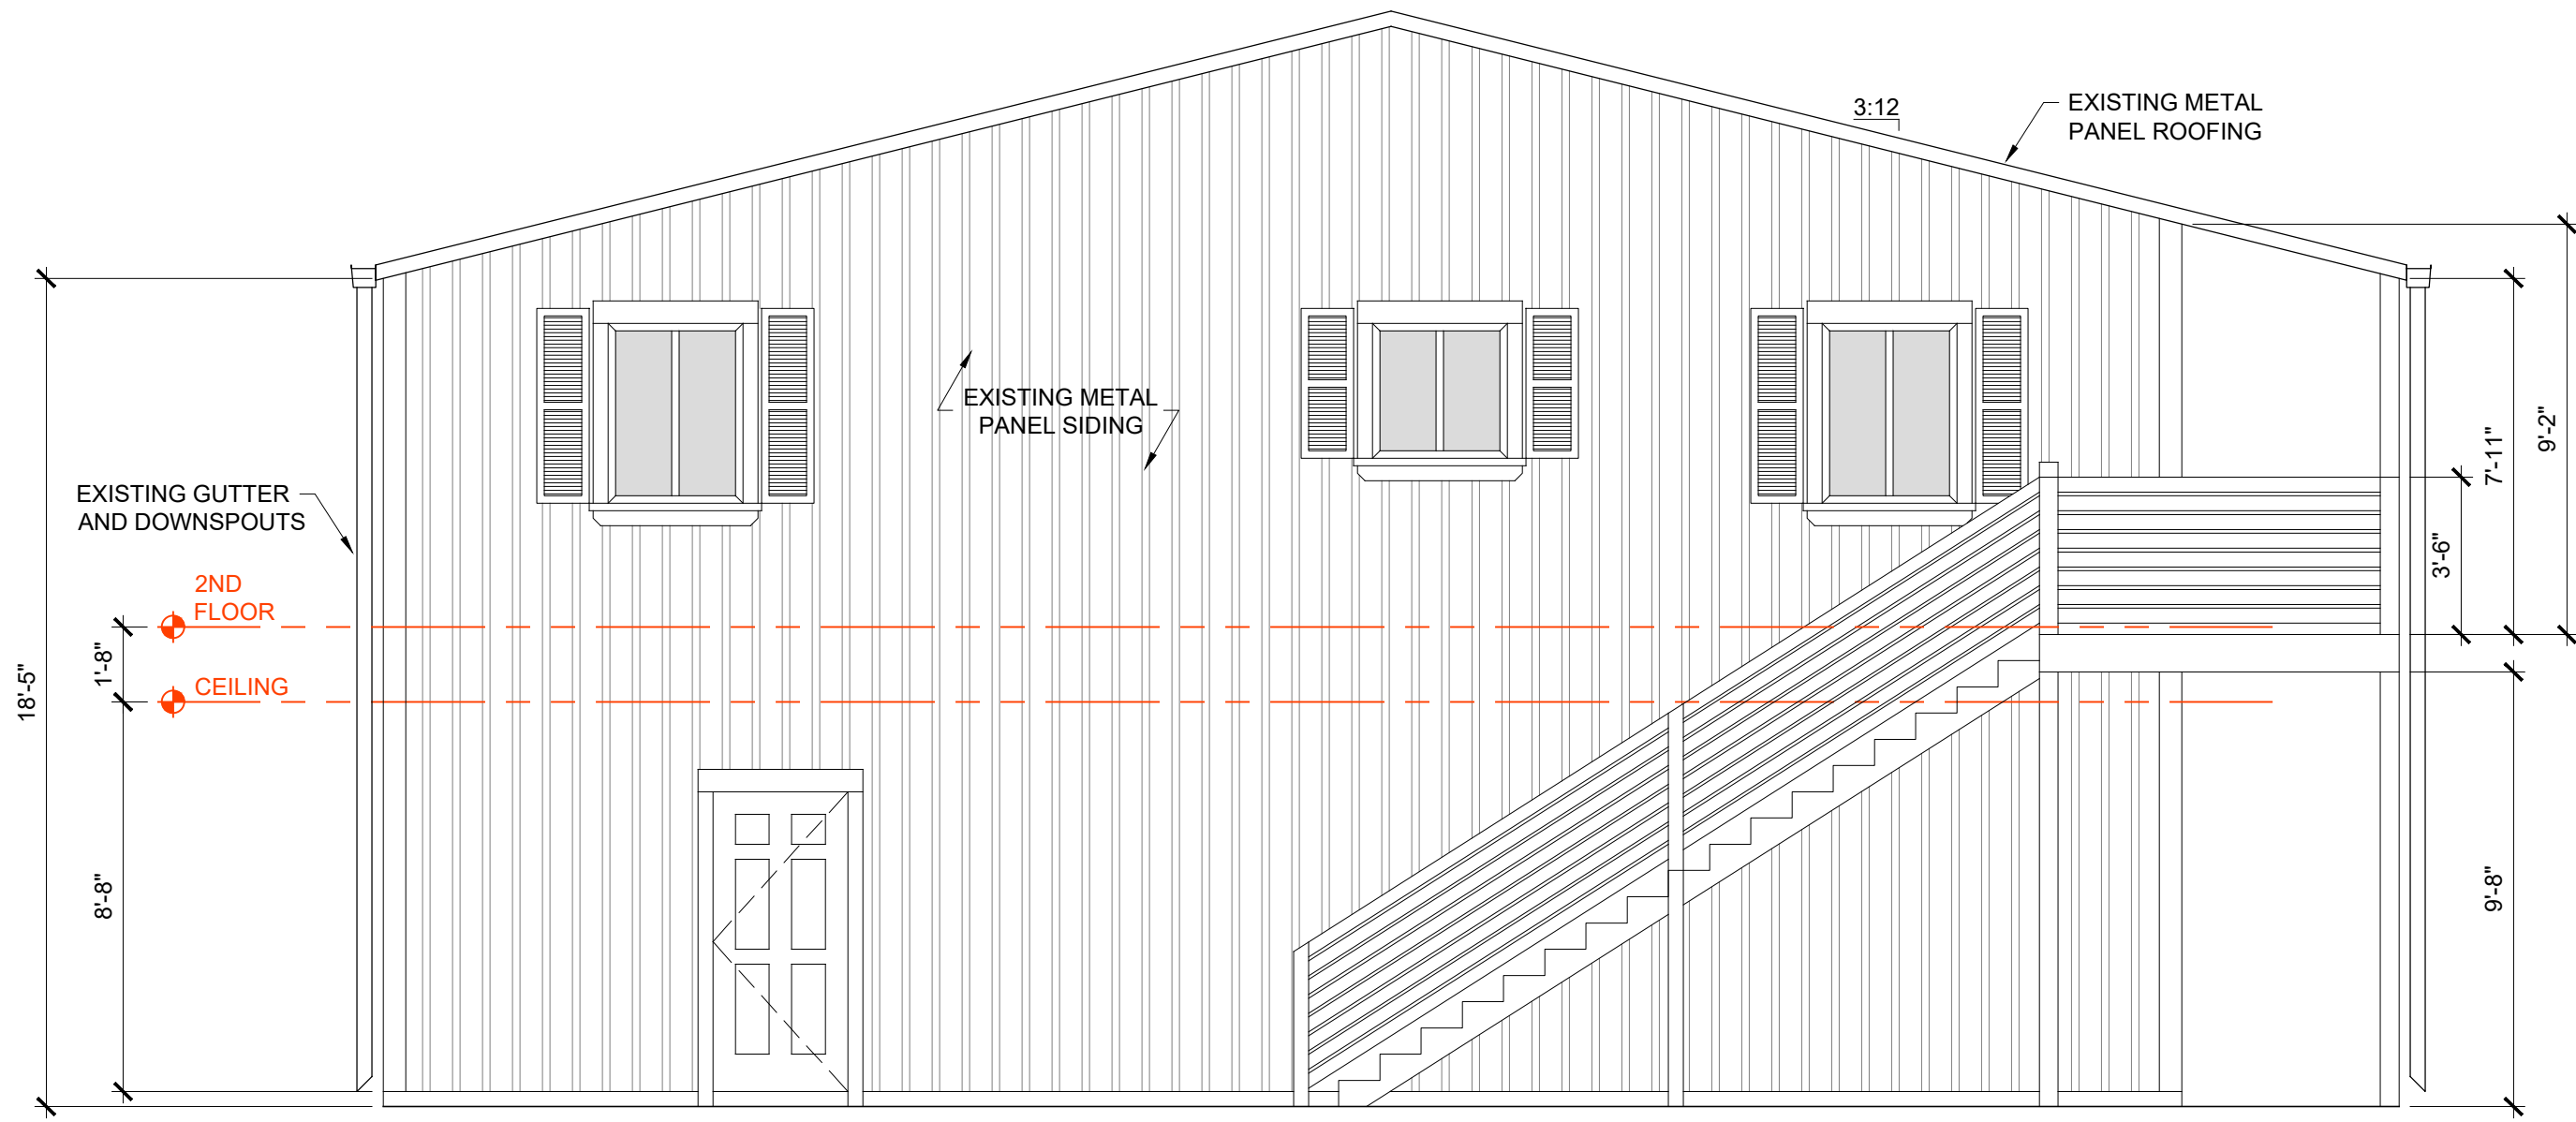 3:12
EXISTING METAL
PANEL ROOFING
EXISTING METAL
PANEL SIDING
EXISTING GUTTER
AND DOWNSPOUTS
2ND
FLOOR
CEILING
18'-5"
1'-8"
8'-8"
9'-2"
7'-11"
3'-6"
9'-8"